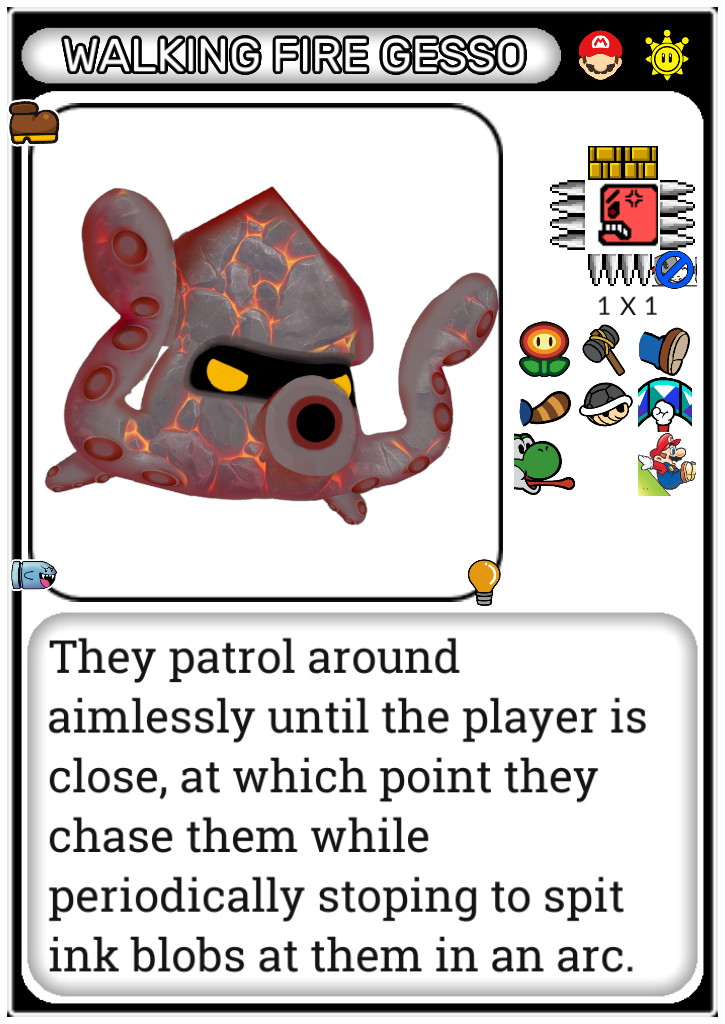 WALKING FIRE GESSO
1 X 1
They patrol around
aimlessly until the player is
close, at which point they
chase them while
periodically stoping to spit
ink blobs at them in an arc.